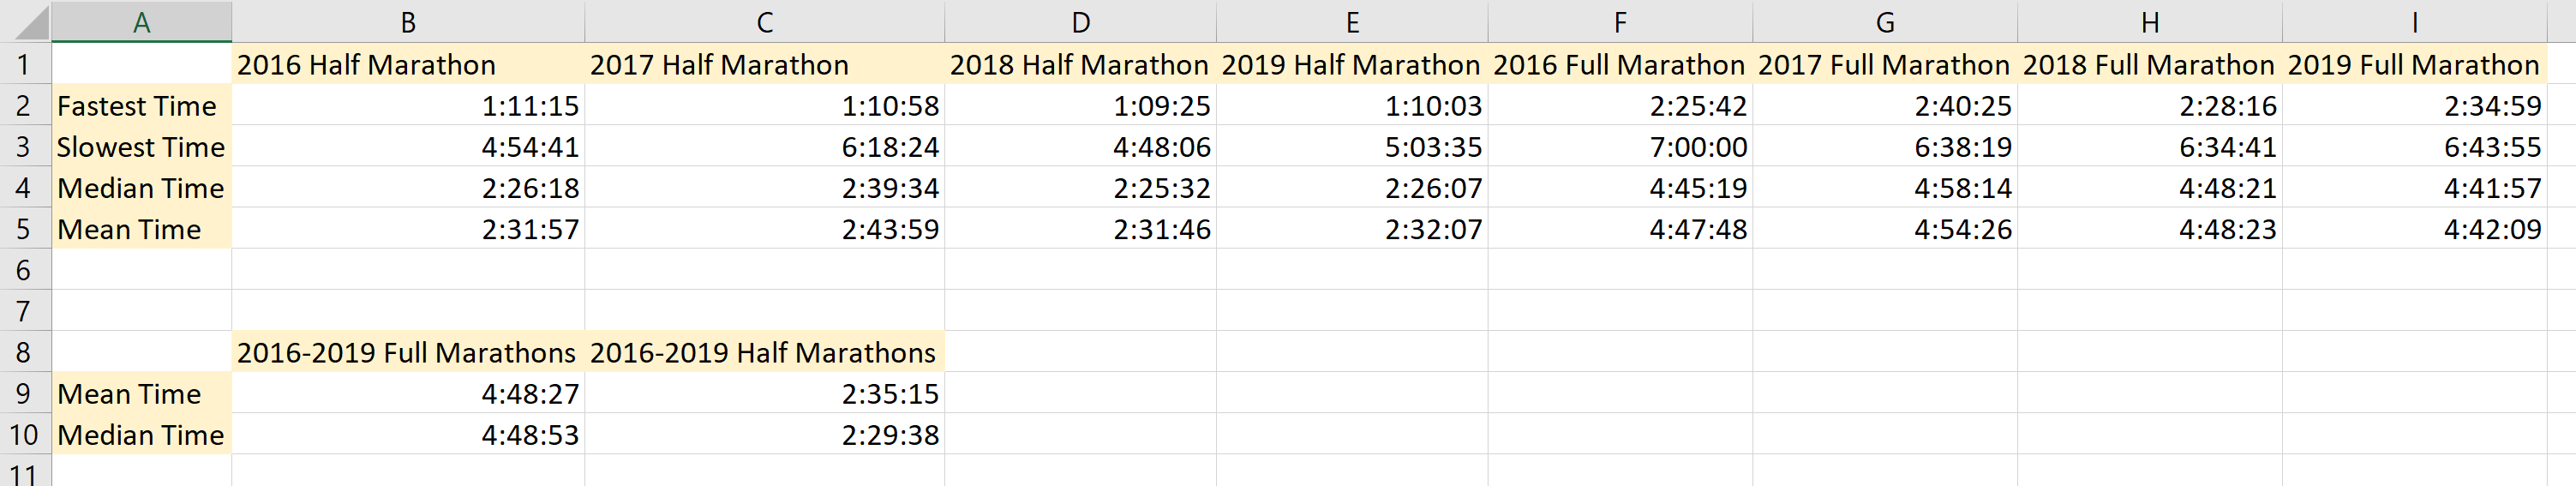 A B C D E F G H I
1 2016 Half Marathon 2017 Half Marathon 2018 Half Marathon 2019 Half Marathon 2016 Full Marathon 2017 Full Marathon 2018 Full Marathon 2019 Full Marathon
2 Fastest Time 1:11:15 1:10:58 1:09:25 1:10:03 2:25:42 2:40:25 2:28:16 2:34:59
3 Slowest Time 4:54:41 6:18:24 4:48:06 5:03:35 7:00:00 6:38:19 6:34:41 6:43:55
4 Median Time 2:26:18 2:39:34 2:25:32 2:26:07 4:45:19 4:58:14 4:48:21 4:41:57
5 Mean Time 2:31:57 2:43:59 2:31:46 2:32:07 4:47:48 4:54:26 4:48:23 4:42:09
6
7
8 2016-2019 Full Marathons 2016-2019 Half Marathons
9 Mean Time 4:48:27 2:35:15
10 Median Time 4:48:53 2:29:38
11